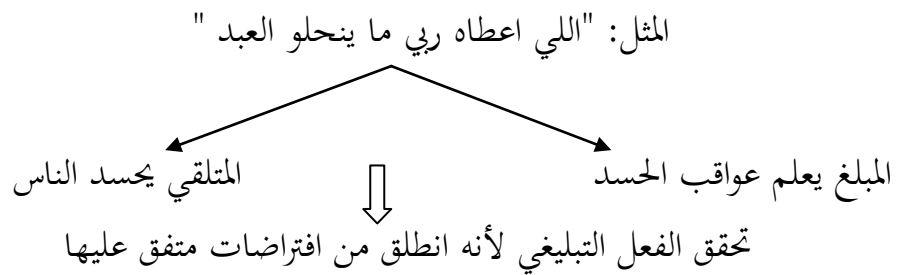 المثل: "اللي اعطاه ربي ما ينحلو العبد "
المبلغ يعلم عواقب الحسد
المتلقي يحسد الناس
تحقق الفعل التبليغي لأنه انطلق من افتراضات متفق عليها